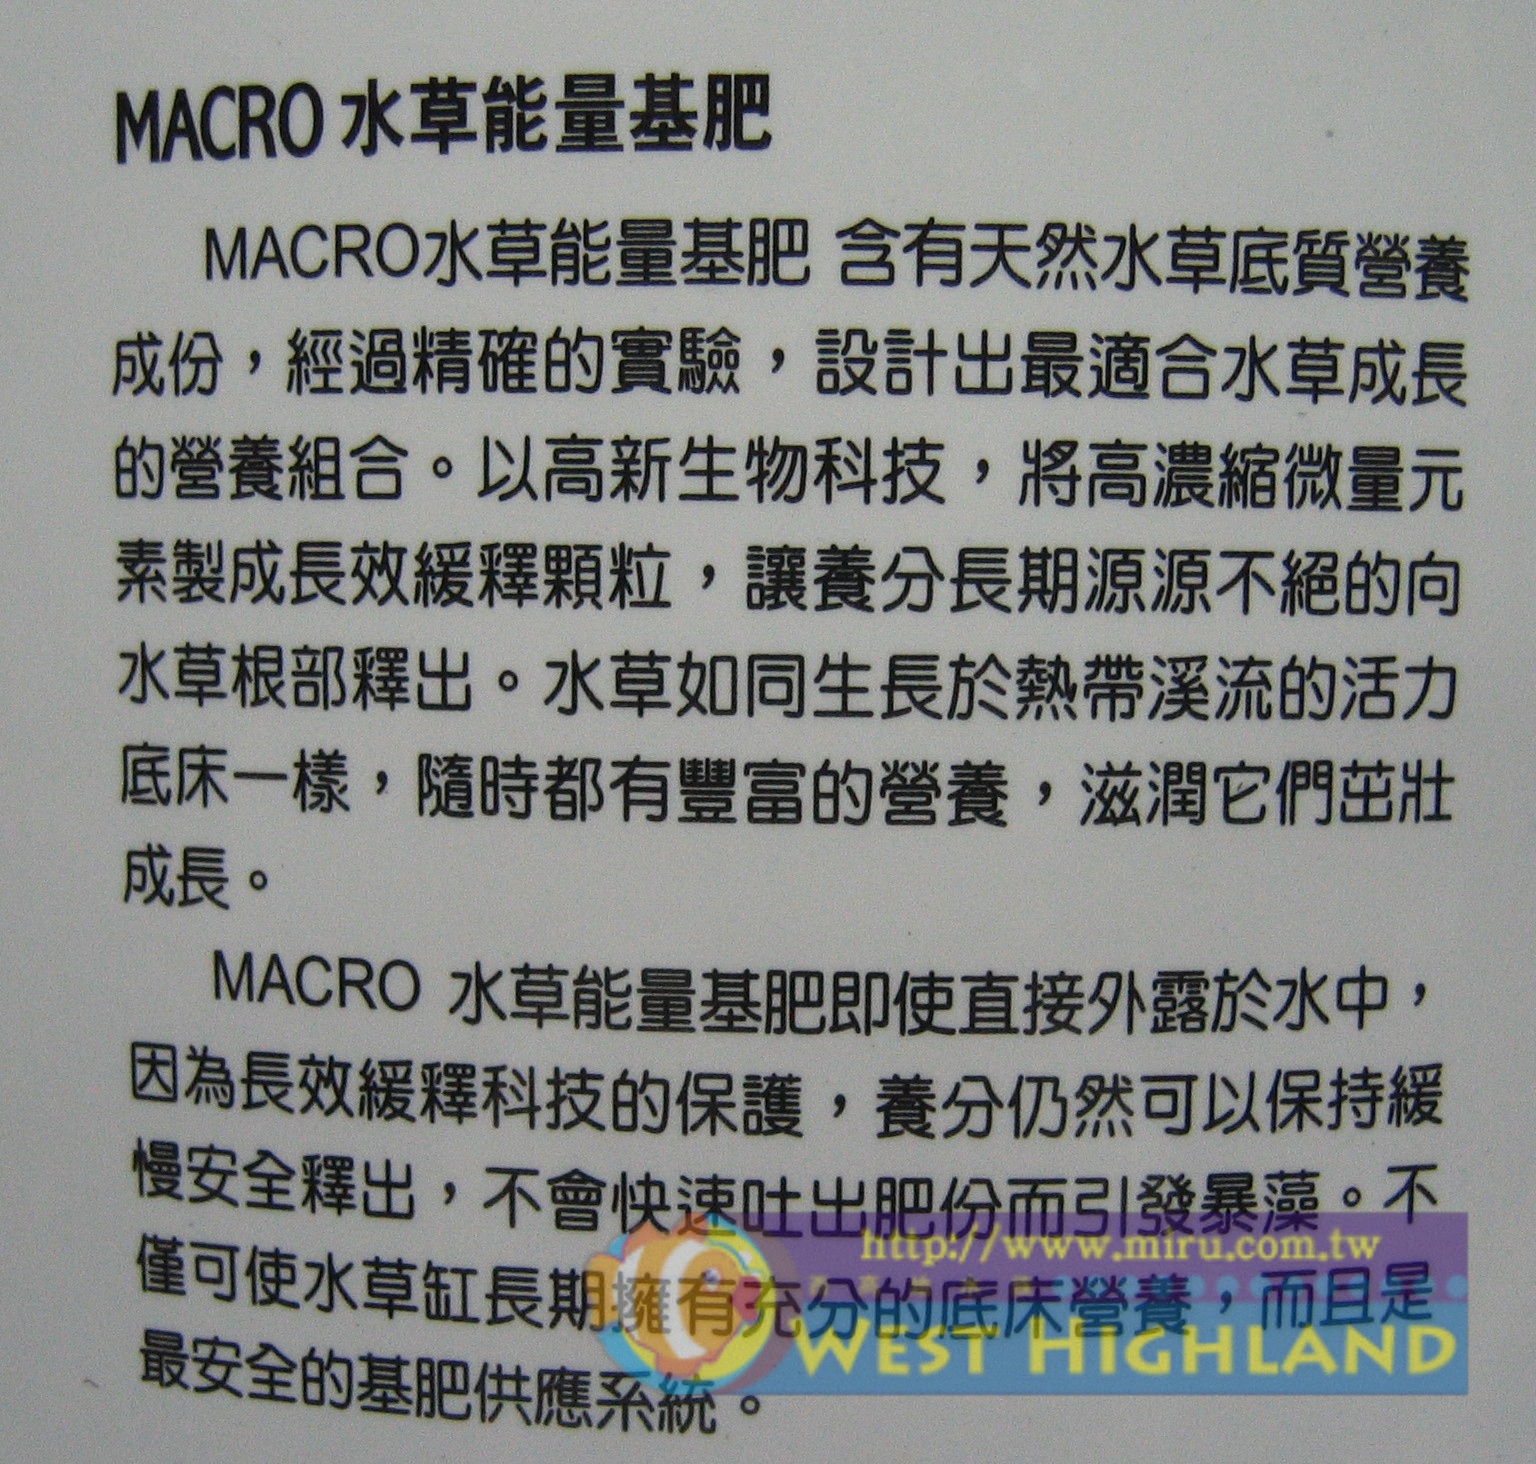 MACRO 水草能量基肥
MACRO水草能量基肥 含有天然水草底質營養
成份，經過精確的實驗，設計出最適合水草成長
的營養組合。以高新生物科技，將高濃縮微量元
素製成長效緩釋顆粒，讓養分長期源源不絕的向
水草根部釋出。水草如同生長於熱帶溪流的活力
底床一樣，隨時都有豐富的營養，滋潤它們茁壯
成長。
MACRO 水草能量基肥即使直接外露於水中，
因為長效緩釋科技的保護，養分仍然可以保持緩
慢安全釋出，不會快速吐出肥份而引發暴藻。不
僅可使水草缸長期擁有充分的底床營養，而且是
最安全的基肥供應系統。
http://www.miru.com.tw
WEST HIGHLAND